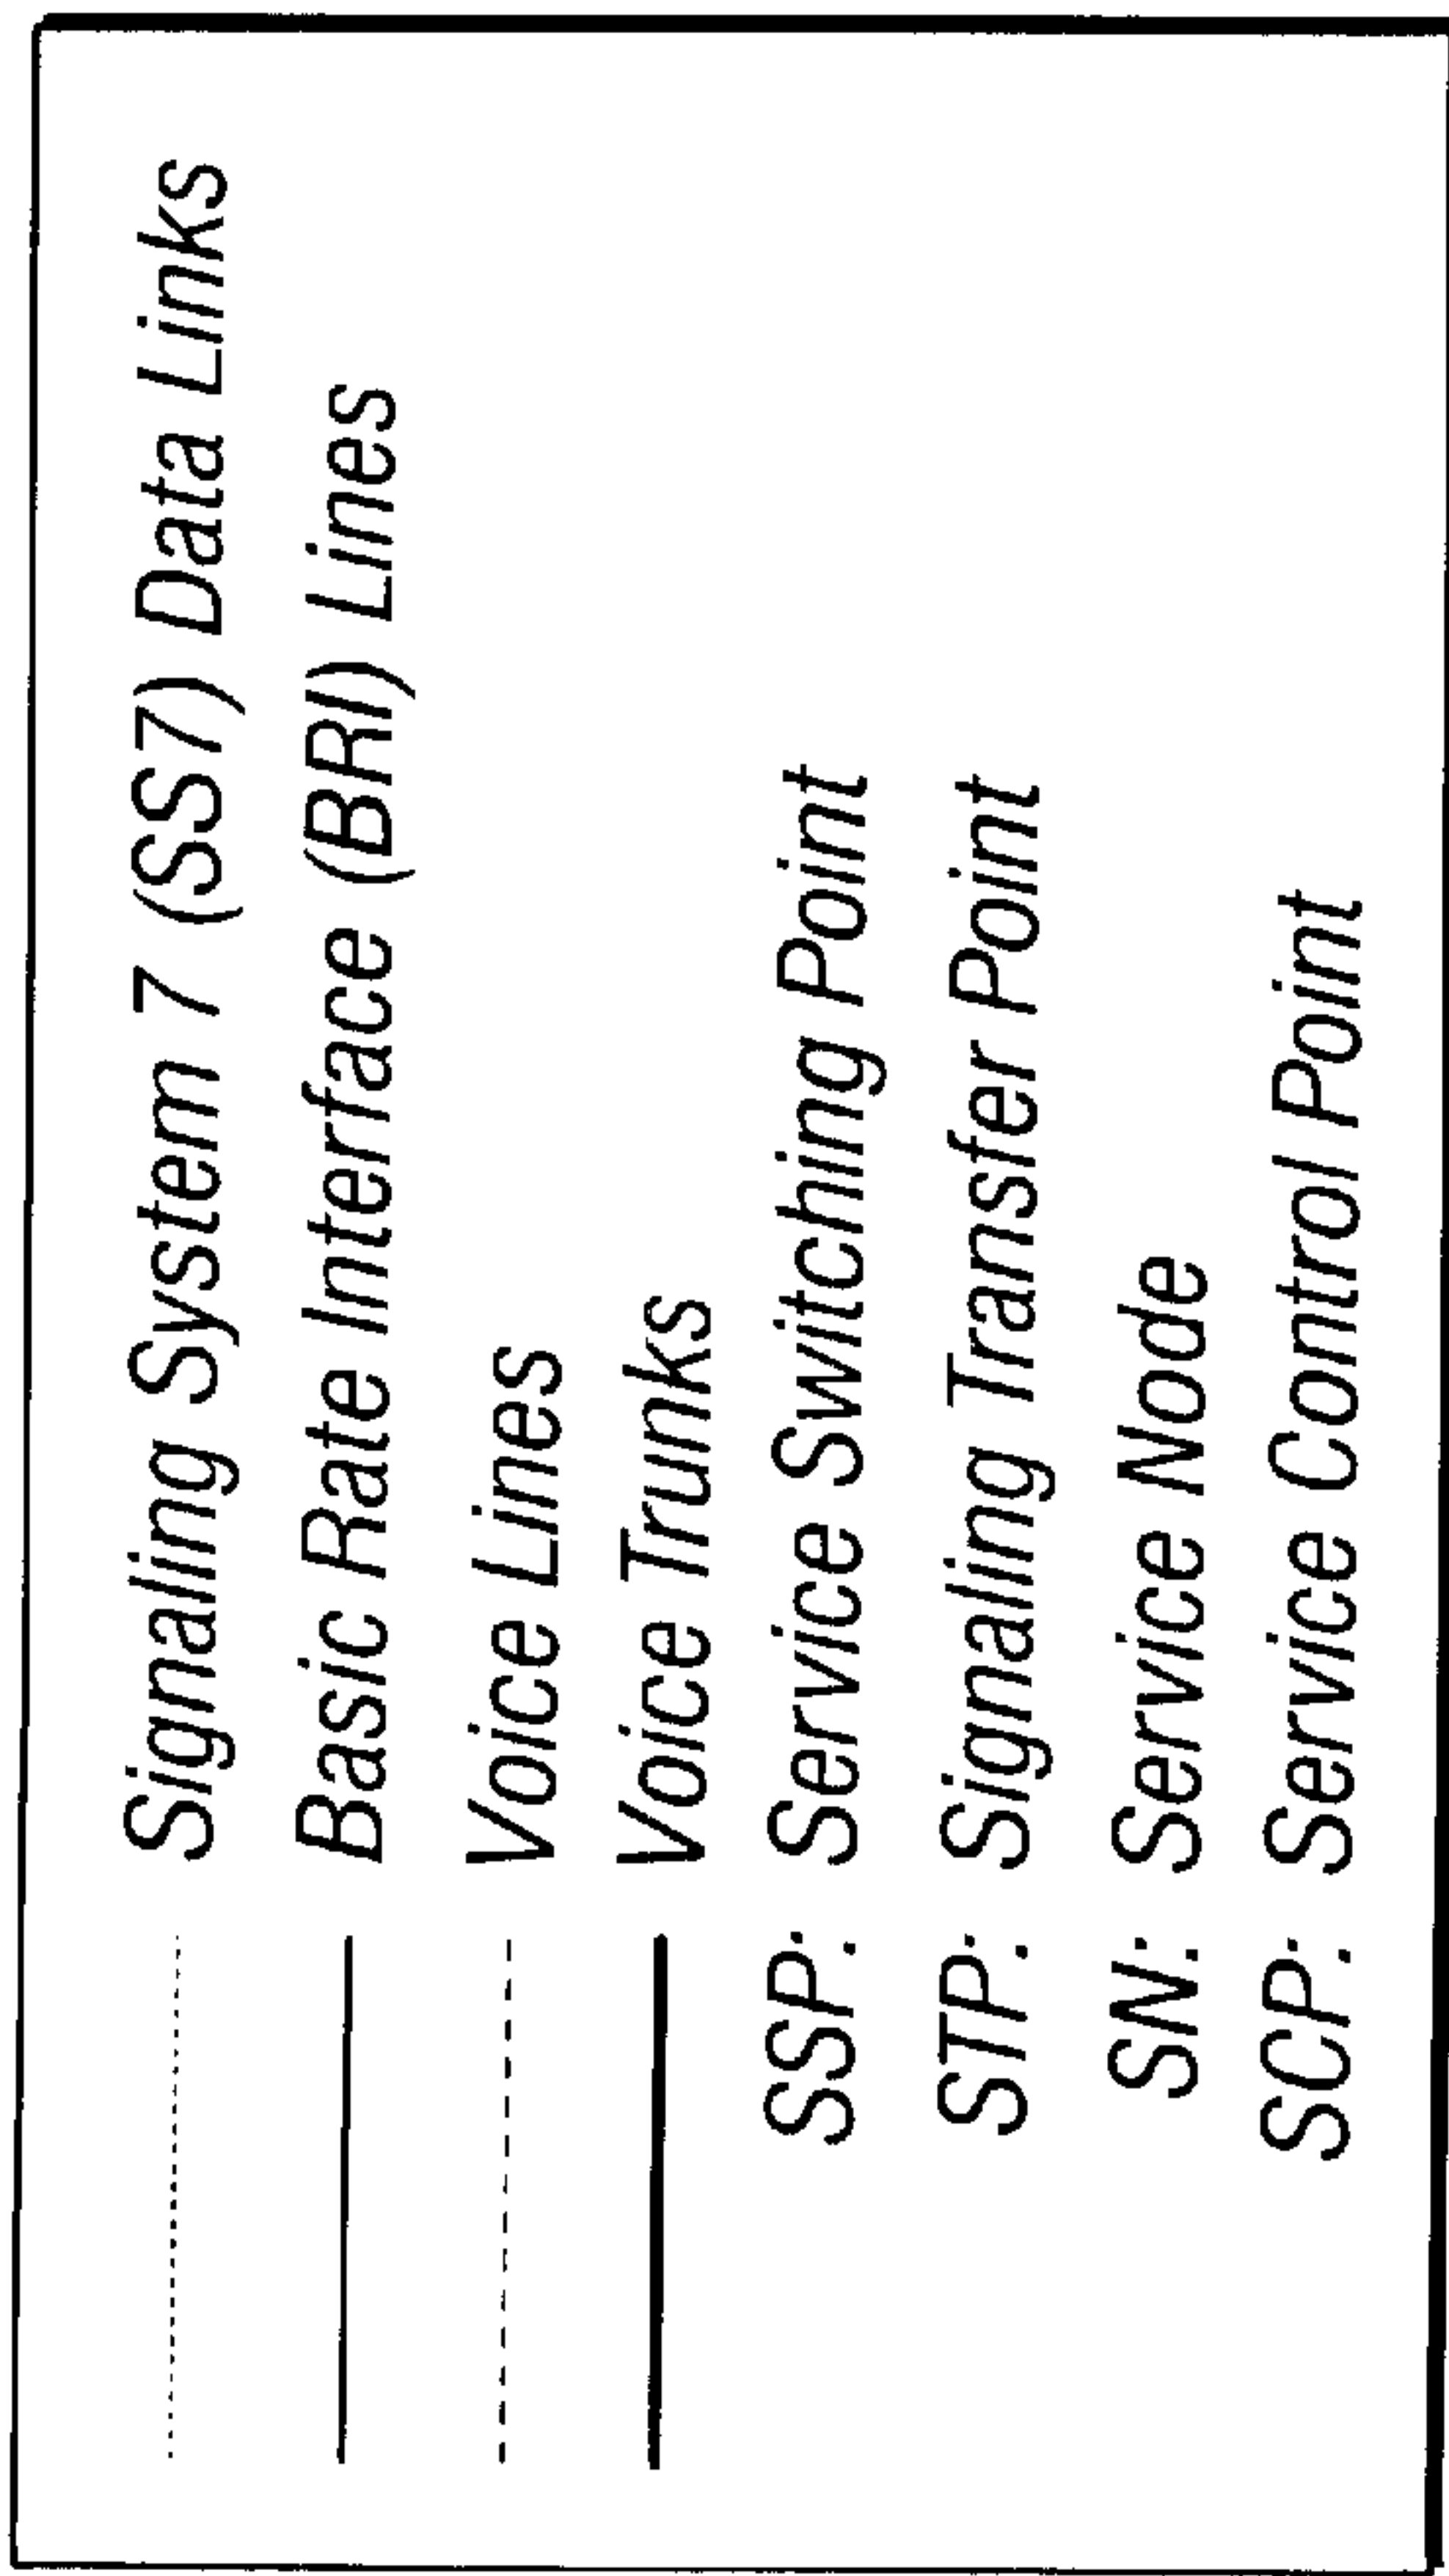 Signaling System 7 (SS7) Data Links
Basic Rate Interface (BRI) Lines
Voice Lines
Voice Trunks
SSP: Service Switching Point
STP: Signaling Transfer Point
SN: Service Node
SCP: Service Control Point